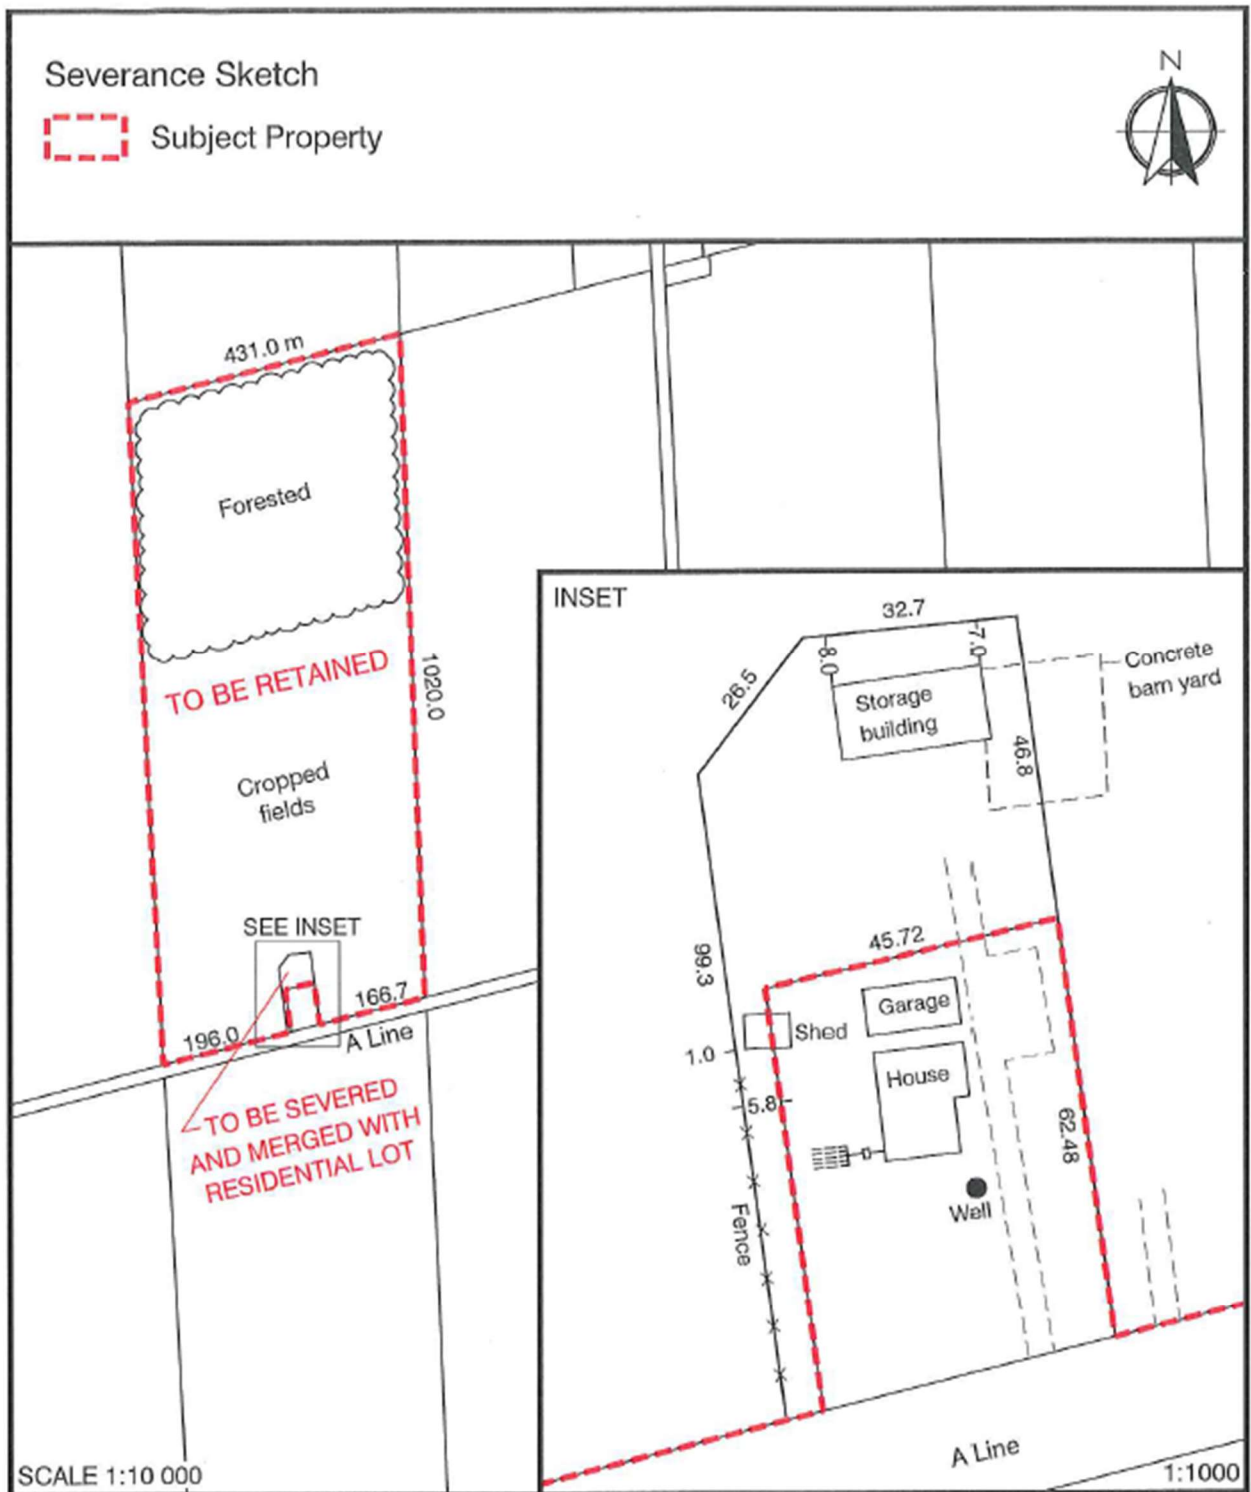 Severance Sketch
Subject Property
N
431.0 m
Forested
TO BE RETAINED
1020.0
Cropped
fields
SEE INSET
166.7
196.0
A Line
TO BE SEVERED
AND MERGED WITH
RESIDENTIAL LOT
SCALE 1:10 000
INSET
32.7
26.5
8.0
7.0
Storage
building
Concrete
barn yard
46.8
99.3
45.72
Garage
Shed
1.0
House
5.8
62.48
Well
Fence
A Line
1:1000